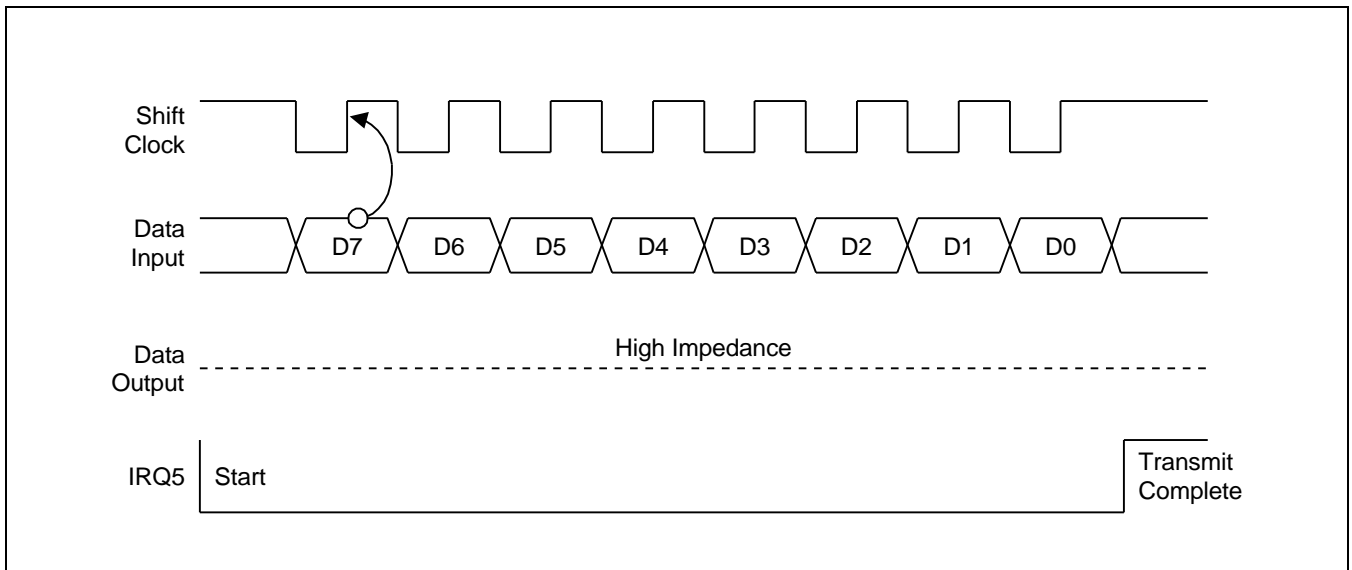 Shift
Clock
Data
Input
D7
D6
D5
D4
D3
D2
D1
D0
Data
Output
High Impedance
IRQ5
Start
Transmit
Complete